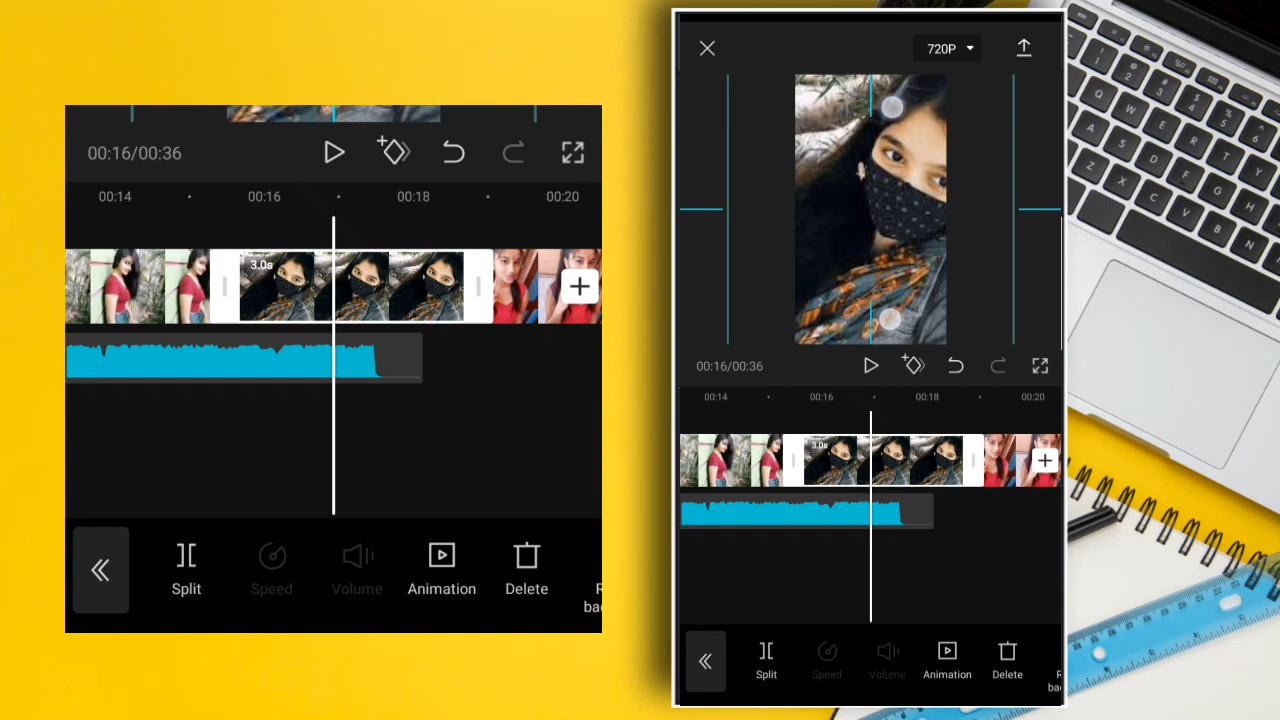 00:16/00:36
00:14
00:16
00:18
00:20
3.0s
Split
Speed
Volume
Animation
Delete
R
bac
720P
00:16/00:36
00:14
00:16
00:18
00:20
3.0s
Split
Speed
Volume
Animation
Delete
R
bac